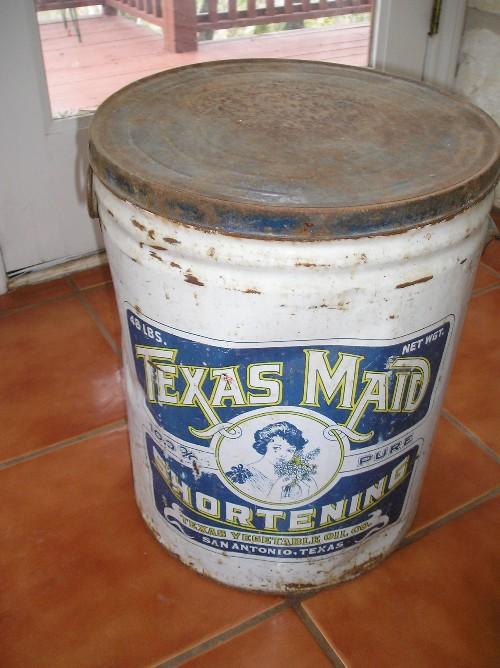 48 LBS. NET WGT.
TEXAS MAID
100% PURE
SHORTENING
TEXAS VEGETABLE OIL CO.
SAN ANTONIO, TEXAS